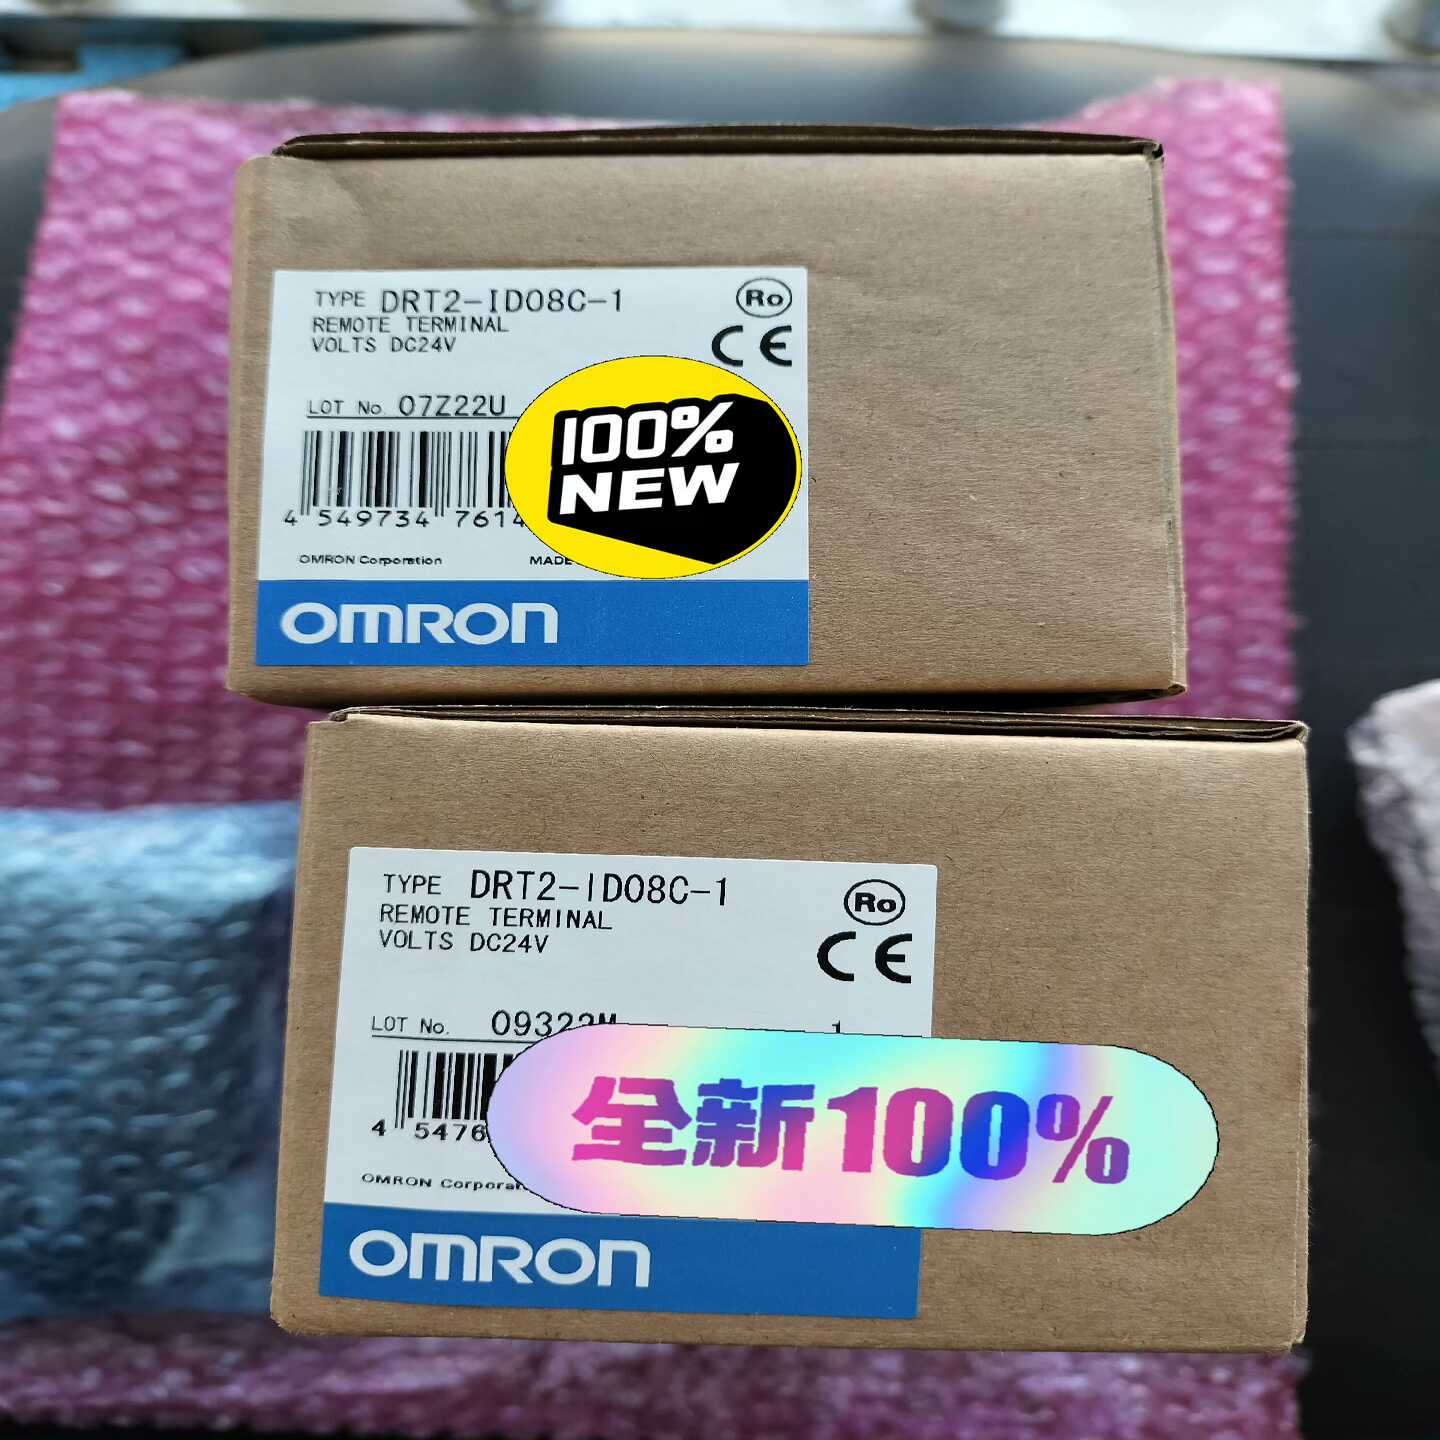 TYPE DRT2-ID08C-1
Ro
REMOTE TERMINAL
VOLTS DC24V
CE
LOT No. 07Z22U
100%
NEW
4 549734 7614
OMRON Corporation MADE
OMRON
TYPE DRT2-ID08C-1
Ro
REMOTE TERMINAL
VOLTS DC24V
CE
LOT No. 09322M 1
全新100%
4 5476
OMRON Corporat
OMRON